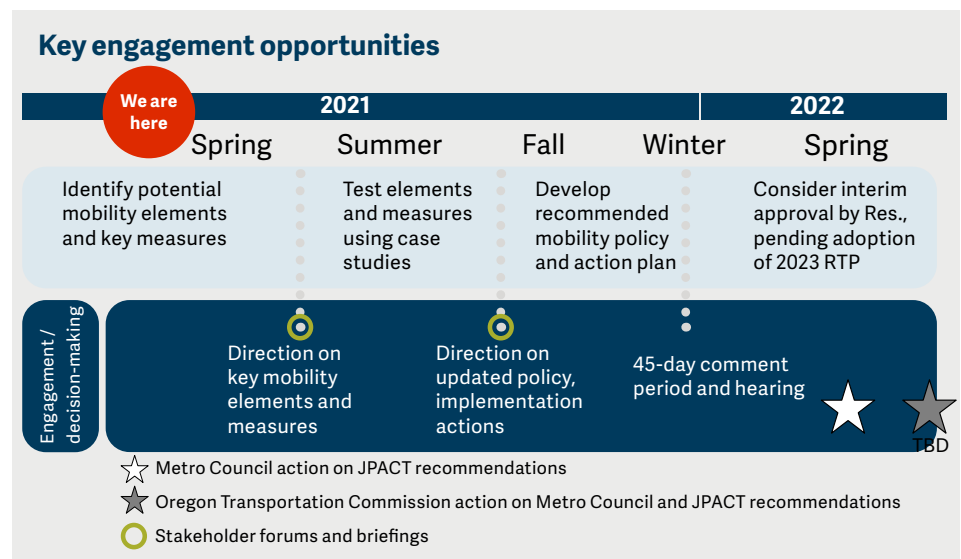 Key engagement opportunities
We are
here
2021
2022
Spring
Summer
Fall
Winter
Spring
Identify potential
mobility elements
and key measures
Test elements
and measures
using case
studies
Develop
recommended
mobility policy
and action plan
Consider interim
approval by Res.,
pending adoption
of 2023 RTP
Engagement /
decision-making
Direction on
key mobility
elements and
measures
Direction on
updated policy,
implementation
actions
45-day comment
period and hearing
TBD
Metro Council action on JPACT recommendations
Oregon Transportation Commission action on Metro Council and JPACT recommendations
Stakeholder forums and briefings